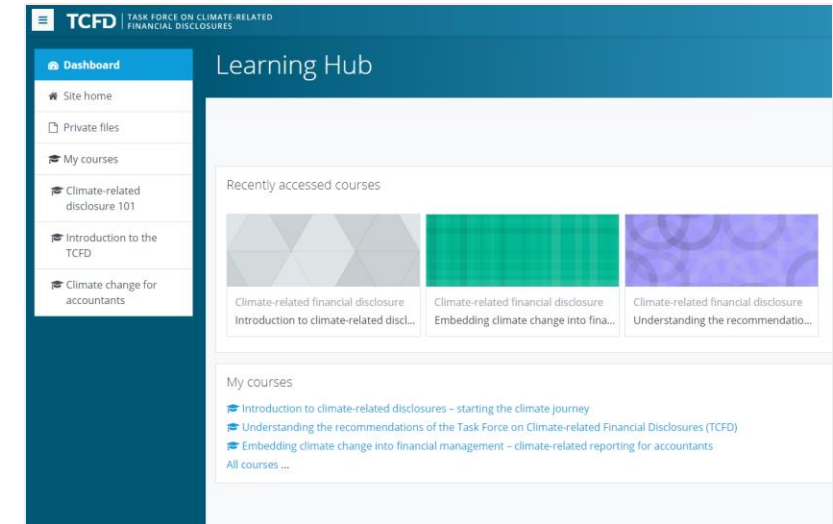 TCFD
TASK FORCE ON CLIMATE-RELATED
FINANCIAL DISCLOSURES
Dashboard
Site home
Private files
My courses
Climate-related
disclosure 101
Introduction to the
TCFD
Climate change for
accountants
Learning Hub
Recently accessed courses
Climate-related financial disclosure
Introduction to climate-related discl...
Climate-related financial disclosure
Embedding climate change into fina...
Climate-related financial disclosure
Understanding the recommendatio...
My courses
Introduction to climate-related disclosures – starting the climate journey
Understanding the recommendations of the Task Force on Climate-related Financial Disclosures (TCFD)
Embedding climate change into financial management – climate-related reporting for accountants
All courses ...